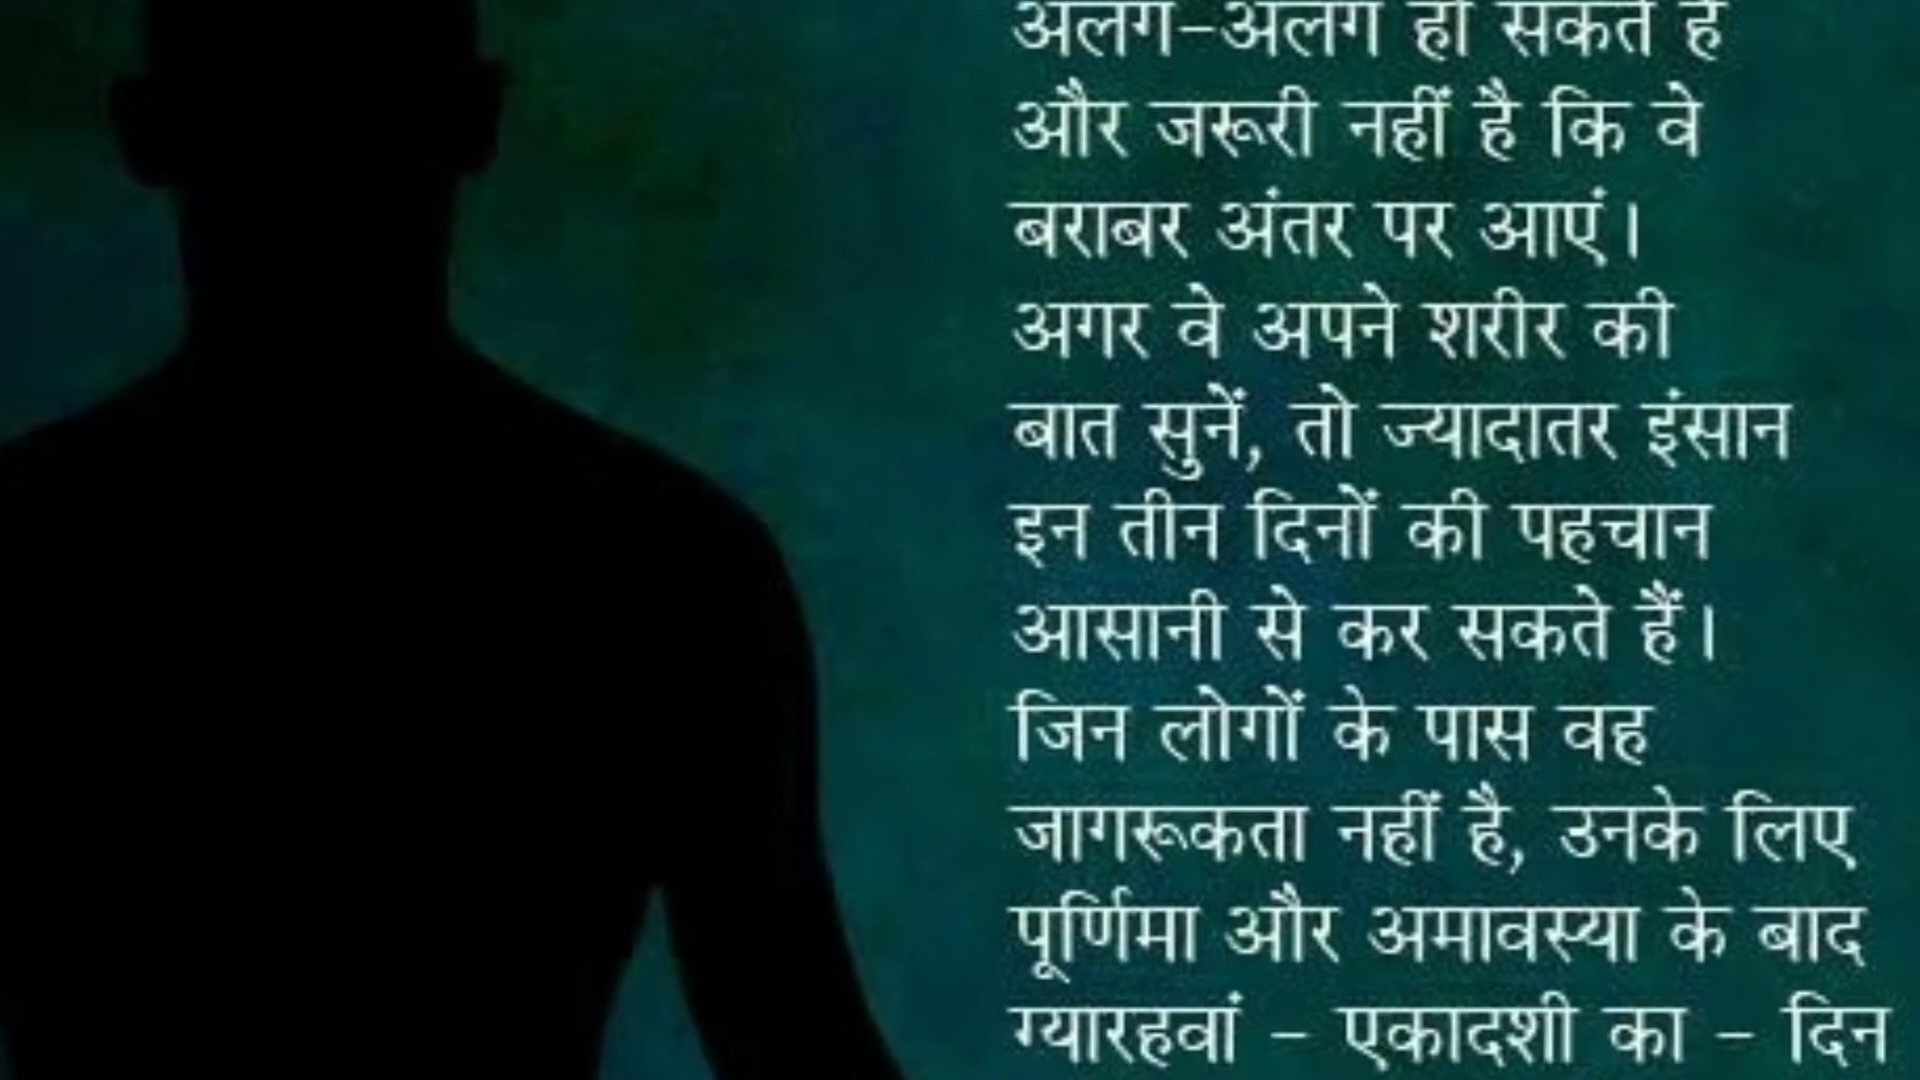 अलग-अलग हो सकते हैं
और जरूरी नहीं है कि वे
बराबर अंतर पर आएं।
अगर वे अपने शरीर की
बात सुनें, तो ज्यादातर इंसान
इन तीन दिनों की पहचान
आसानी से कर सकते हैं।
जिन लोगों के पास वह
जागरूकता नहीं है, उनके लिए
पूर्णिमा और अमावस्या के बाद
ग्यारहवां - एकादशी का - दिन